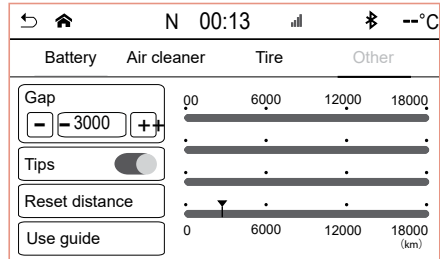 N 00:13 --°C
Battery Air cleaner Tire Other
Gap
- -3000 ++
Tips
Reset distance
Use guide
00 6000 12000 18000
0 6000 12000 18000
(km)